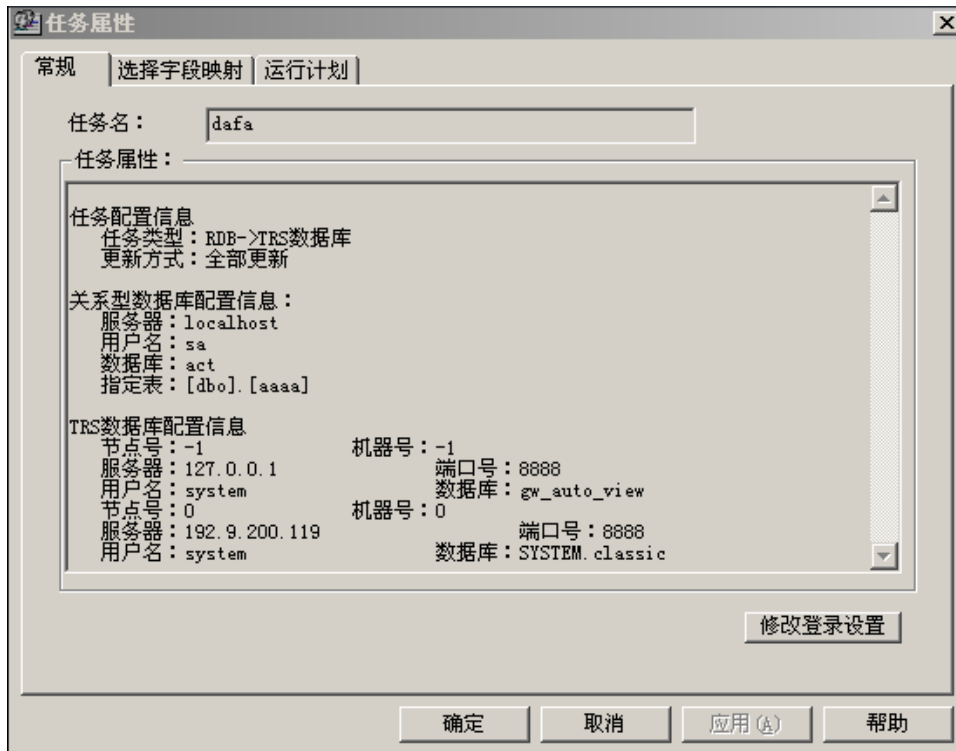 任务属性
常规 选择字段映射 运行计划
任务名： dafa
任务属性：
任务配置信息
任务类型：RDB->TRS数据库
更新方式：全部更新
关系型数据库配置信息：
服务器：localhost
用户名：sa
数据库：act
指定表：[dbo].[aaaa]
TRS数据库配置信息
节点号：-1 机器号：-1
服务器：127.0.0.1 端口号：8888
用户名：system 数据库：gw_auto_view
节点号：0 机器号：0
服务器：192.9.200.119 端口号：8888
用户名：system 数据库：SYSTEM.classic
修改登录设置
确定 取消 应用(A) 帮助